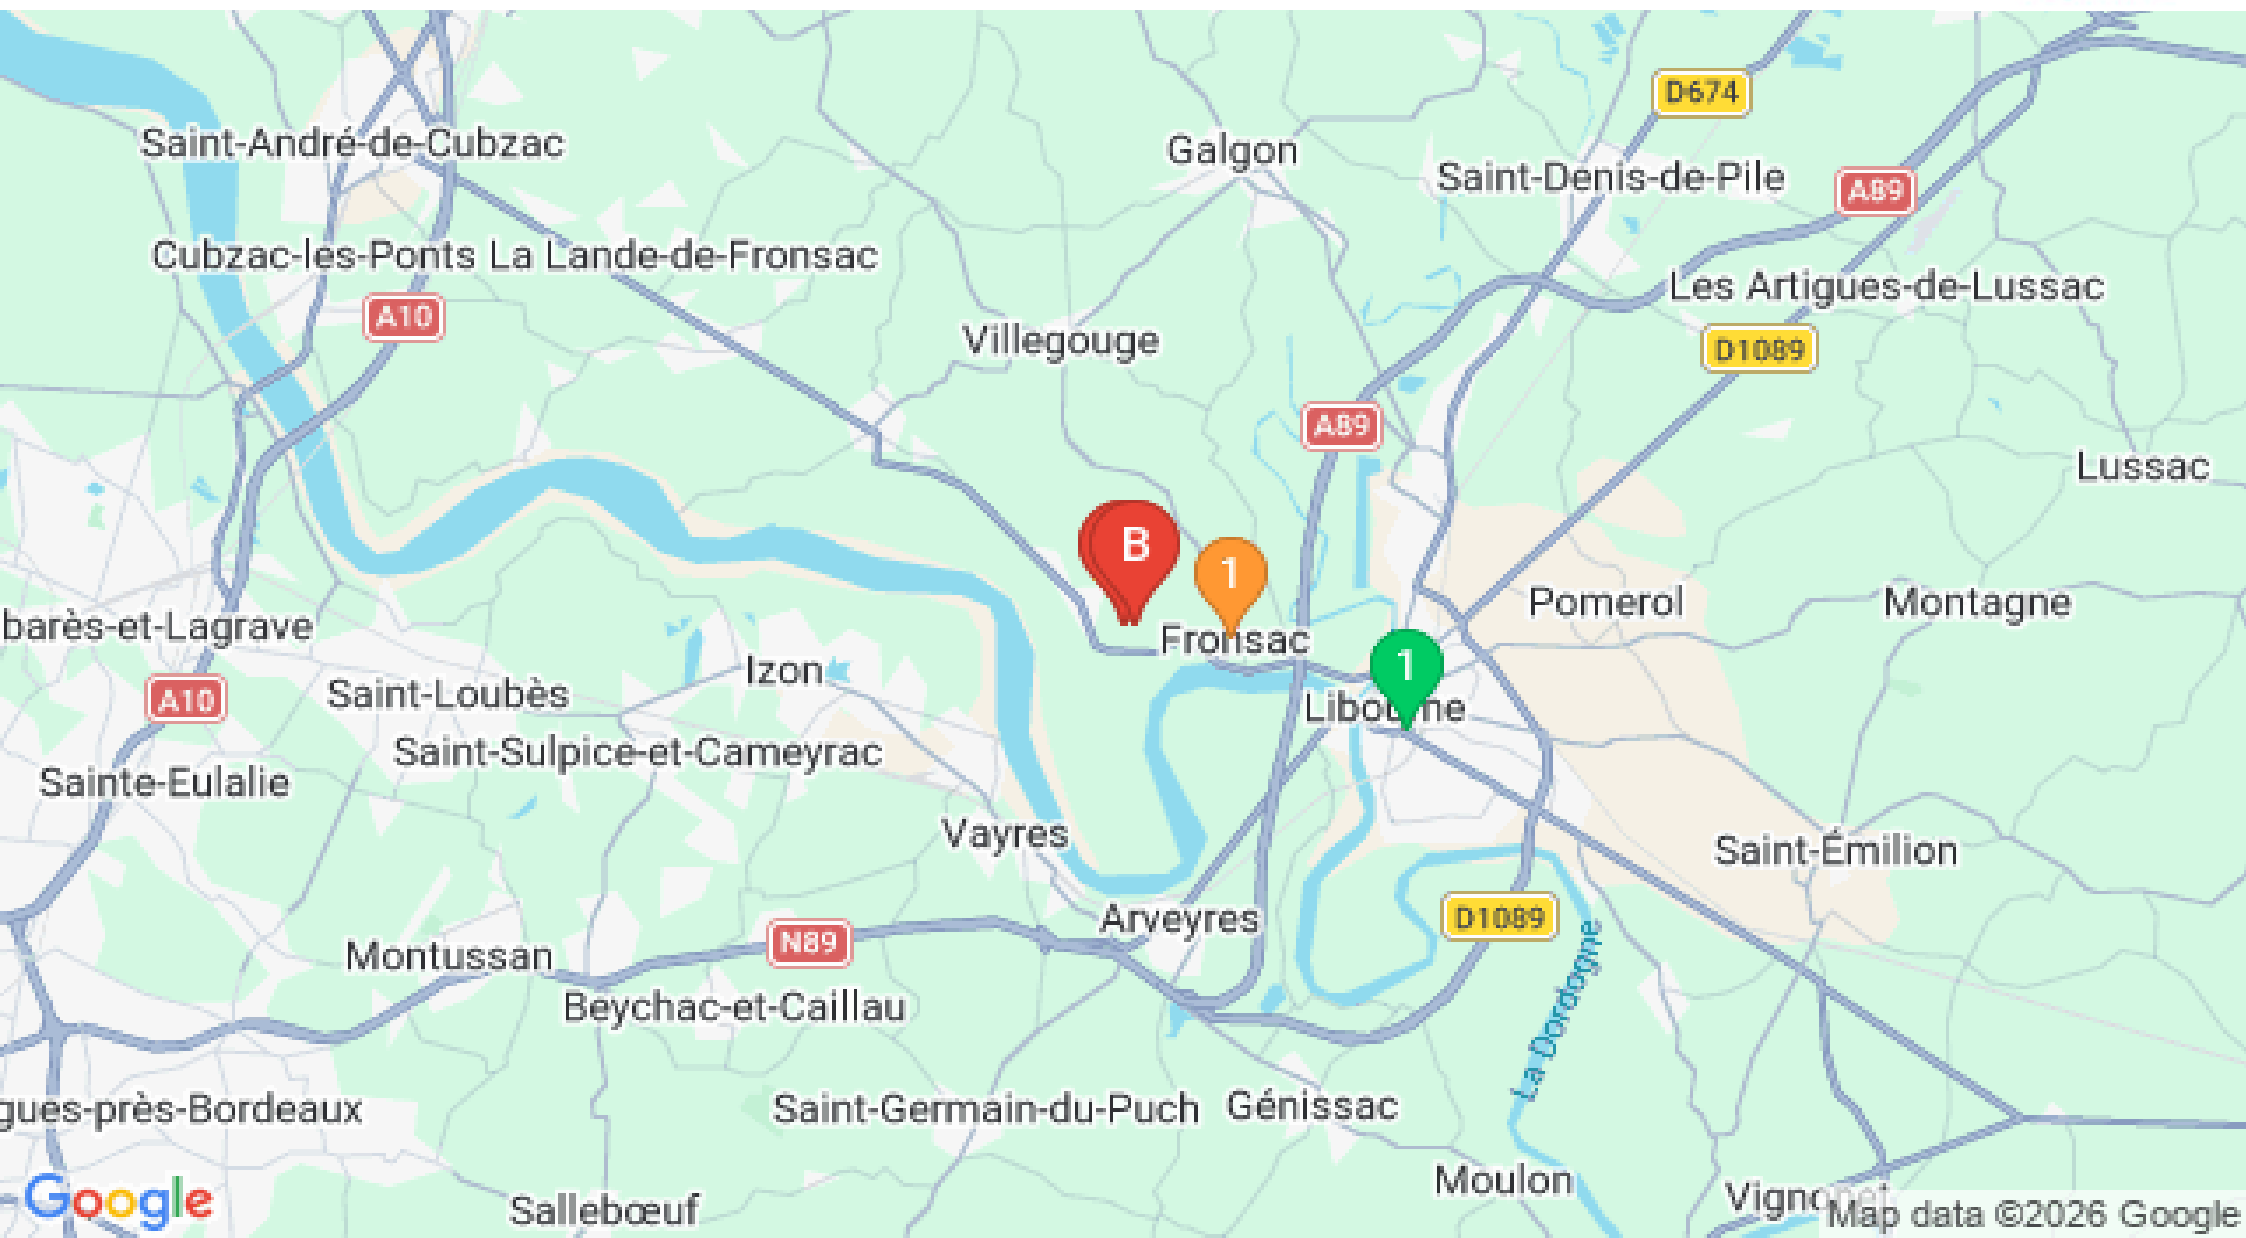 D674
Saint-André-de-Cubzac
Galgon
Saint-Denis-de-Pile
A89
Cubzac-les-Ponts
La Lande-de-Fronsac
Les Artigues-de-Lussac
A10
Villegouge
D1089
A89
Lussac
B
1
Pomerol
Montagne
barès-et-Lagrave
Fronsac
1
Izon
A10
Saint-Loubès
Libourne
Saint-Sulpice-et-Cameyrac
Sainte-Eulalie
Vayres
Saint-Émilion
Arveyres
D1089
N89
Montussan
La Dordogne
Beychac-et-Caillau
gues-près-Bordeaux
Saint-Germain-du-Puch
Génissac
Moulon
Google
Sallebœuf
Map data ©2026 Google